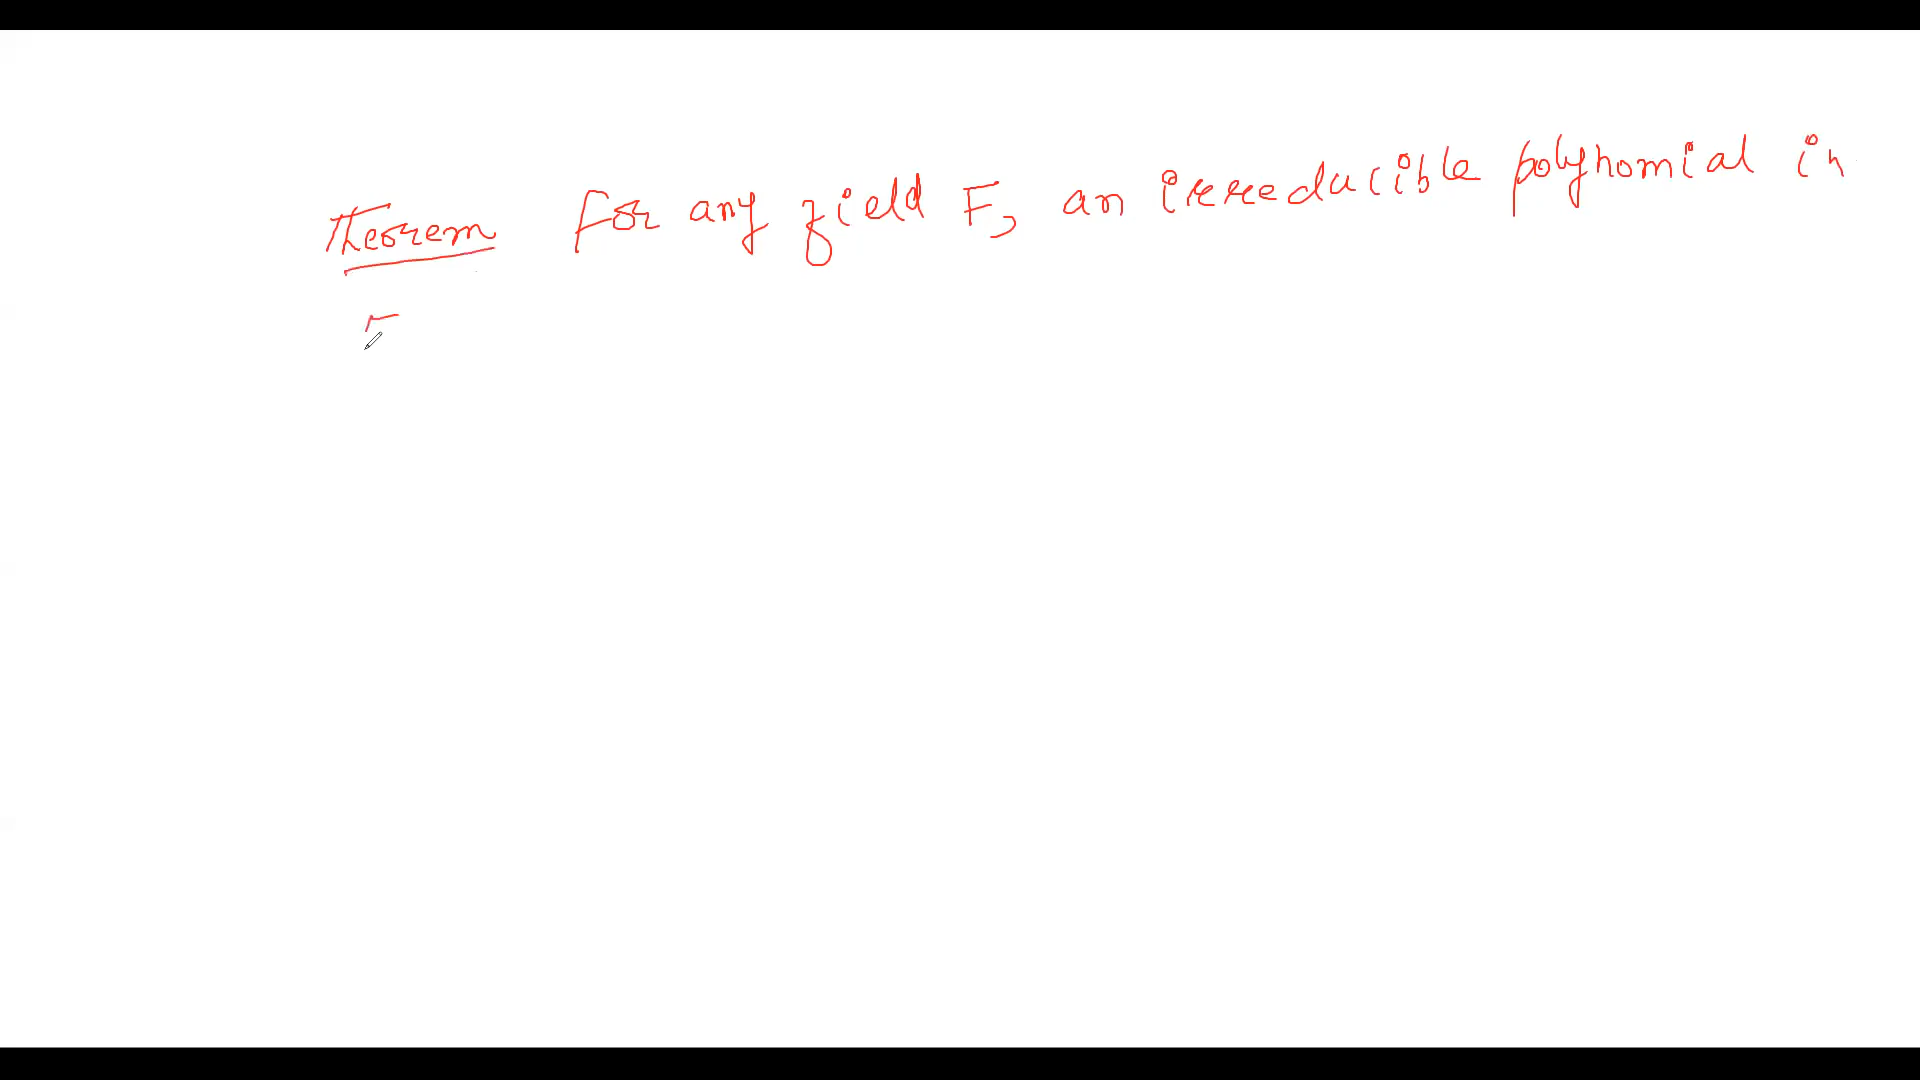 Theorem For any field F, an irreducible polynomial in